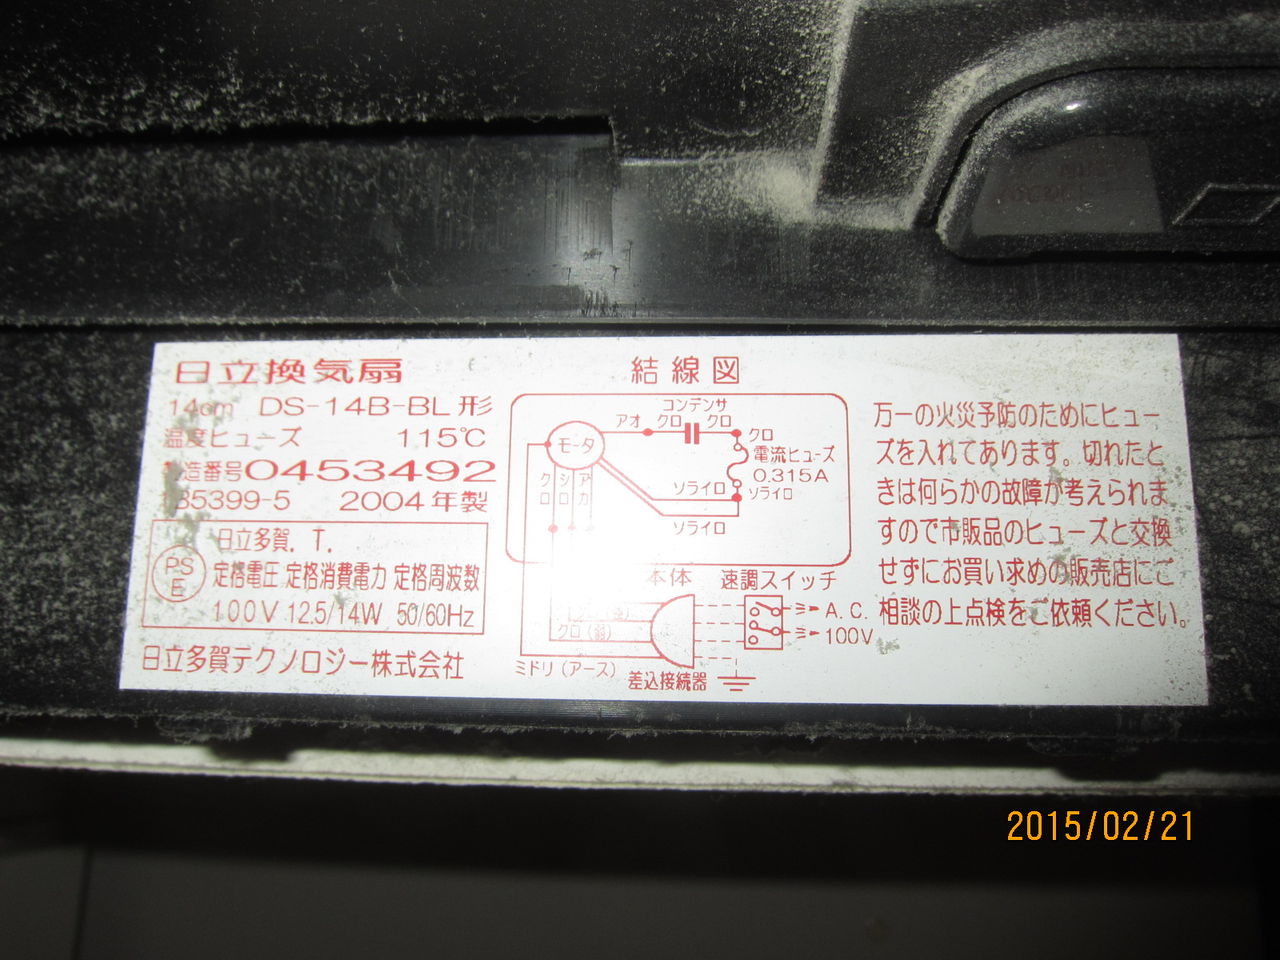 日立換気扇
14cm DS-14B-BL形
温度ヒューズ 115℃
造番号0453492
B5399-5 2004年製
日立多賀. T.
PS
E
定格電圧 定格消費電力 定格周波数
100V 12.5/14W 50/60Hz
日立多賀テクノロジー株式会社
結線図
コンデンサ
アオ クロ クロ
モータ
クロ
電流ヒューズ
0.315A
クロ シロ アカ
ソライロ ソライロ
ソライロ
本体 速調スイッチ
クロ
A.C.
100V
ミドリ (アース)
差込接続器
万一の火災予防のためにヒュー
ズを入れてあります。切れたと
きは何らかの故障が考えられま
すので市販品のヒューズと交換
せずにお買い求めの販売店にご
相談の上点検をご依頼ください。
2015/02/21